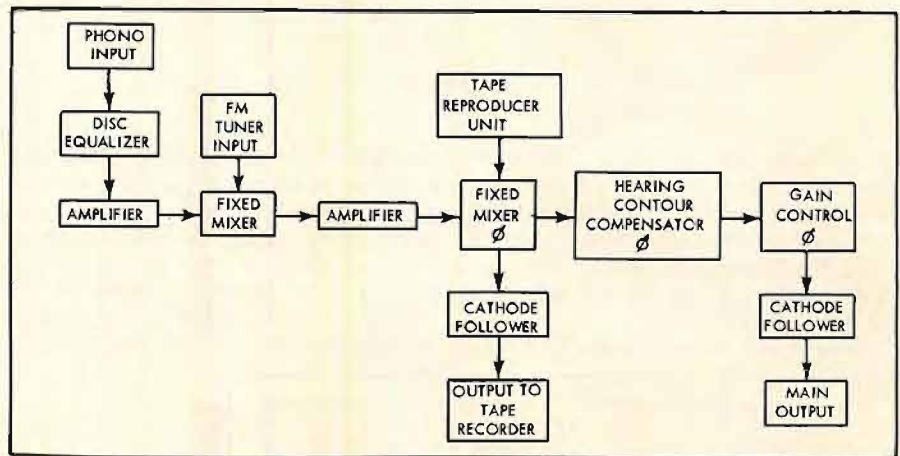 PHONO
INPUT
DISC
EQUALIZER
AMPLIFIER
FM
TUNER
INPUT
FIXED
MIXER
AMPLIFIER
TAPE
REPRODUCER
UNIT
FIXED
MIXER
Ø
CATHODE
FOLLOWER
OUTPUT TO
TAPE
RECORDER
HEARING
CONTOUR
COMPENSATOR
Ø
GAIN
CONTROL
Ø
CATHODE
FOLLOWER
MAIN
OUTPUT